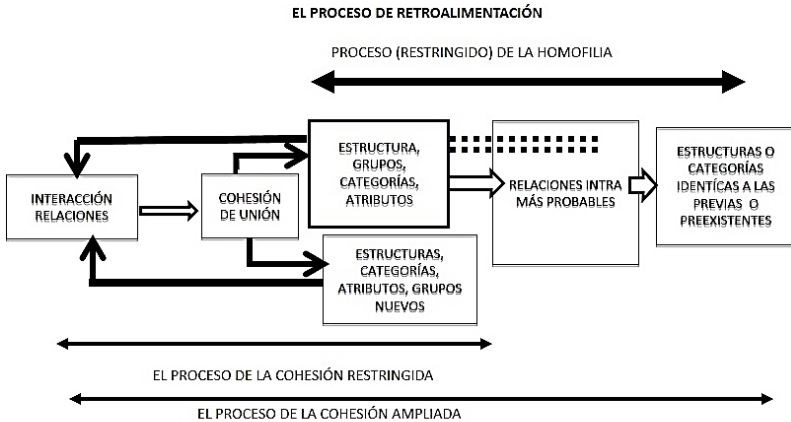 EL PROCESO DE RETROALIMENTACIÓN
PROCESO (RESTRINGIDO) DE LA HOMOFILIA
INTERACCIÓN
RELACIONES
COHESIÓN
DE UNIÓN
ESTRUCTURA,
GRUPOS,
CATEGORÍAS,
ATRIBUTOS
RELACIONES INTRA
MÁS PROBABLES
ESTRUCTURAS O
CATEGORÍAS
IDENTÍCAS A LAS
PREVIAS O
PREEXISTENTES
ESTRUCTURAS,
CATEGORÍAS,
ATRIBUTOS, GRUPOS
NUEVOS
EL PROCESO DE LA COHESIÓN RESTRINGIDA
EL PROCESO DE LA COHESIÓN AMPLIADA